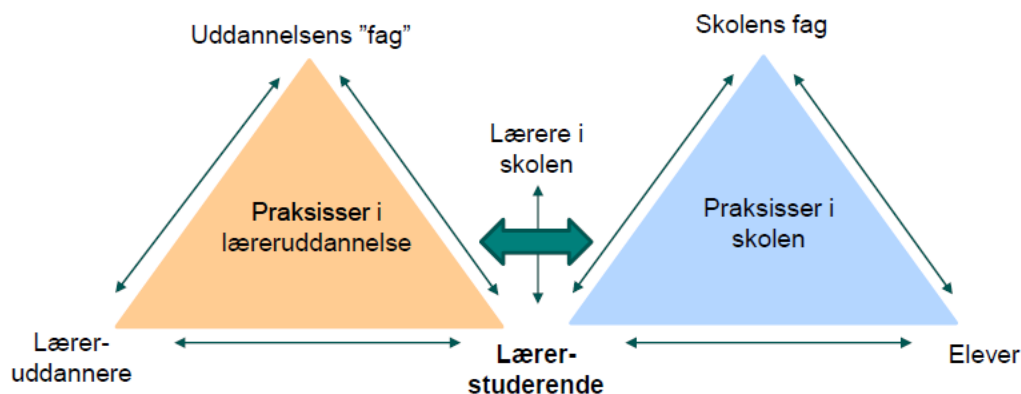 Uddannelsens ”fag”
Skolens fag
Lærere i
skolen
Praksisser i
læreruddannelse
Praksisser i
skolen
Lærer-
uddannere
Lærer-
studerende
Elever